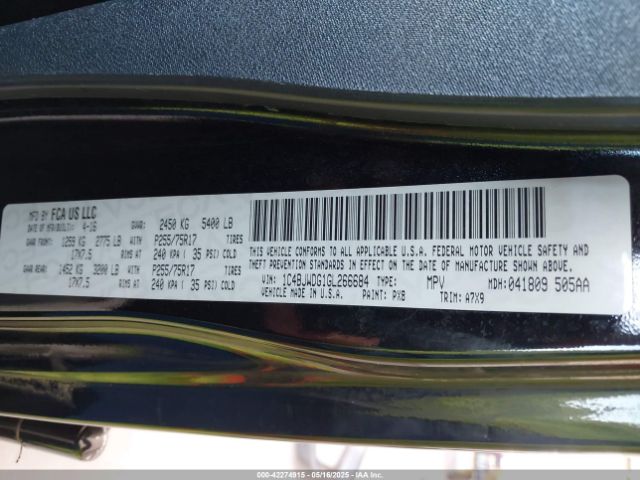 MFD BY FCA US LLC
DATE OF MFR/BUILT: 4-16 GVWR: 2450 KG 5400 LB
GAWR FRONT 1259 KG 2775 LB WITH P255/75R17 TIRES
17X7.5 RIMS AT 240 KPA ( 35 PSI) COLD
GAWR REAR: 1452 KG 3200 LB WITH P255/75R17 TIRES
17X7.5 RIMS AT 240 KPA ( 35 PSI) COLD
THIS VEHICLE CONFORMS TO ALL APPLICABLE U.S.A. FEDERAL MOTOR VEHICLE SAFETY AND
THEFT PREVENTION STANDARDS IN EFFECT ON THE DATE OF MANUFACTURE SHOWN ABOVE.
VIN: 1C4BJWDG1GL266684 TYPE: MPV MDH: 041809 505AA
VEHICLE MADE IN U.S.A. PAINT: PX8 TRIM: A7X9
000-42274915 | 05/16/2025 | IAAI.COM